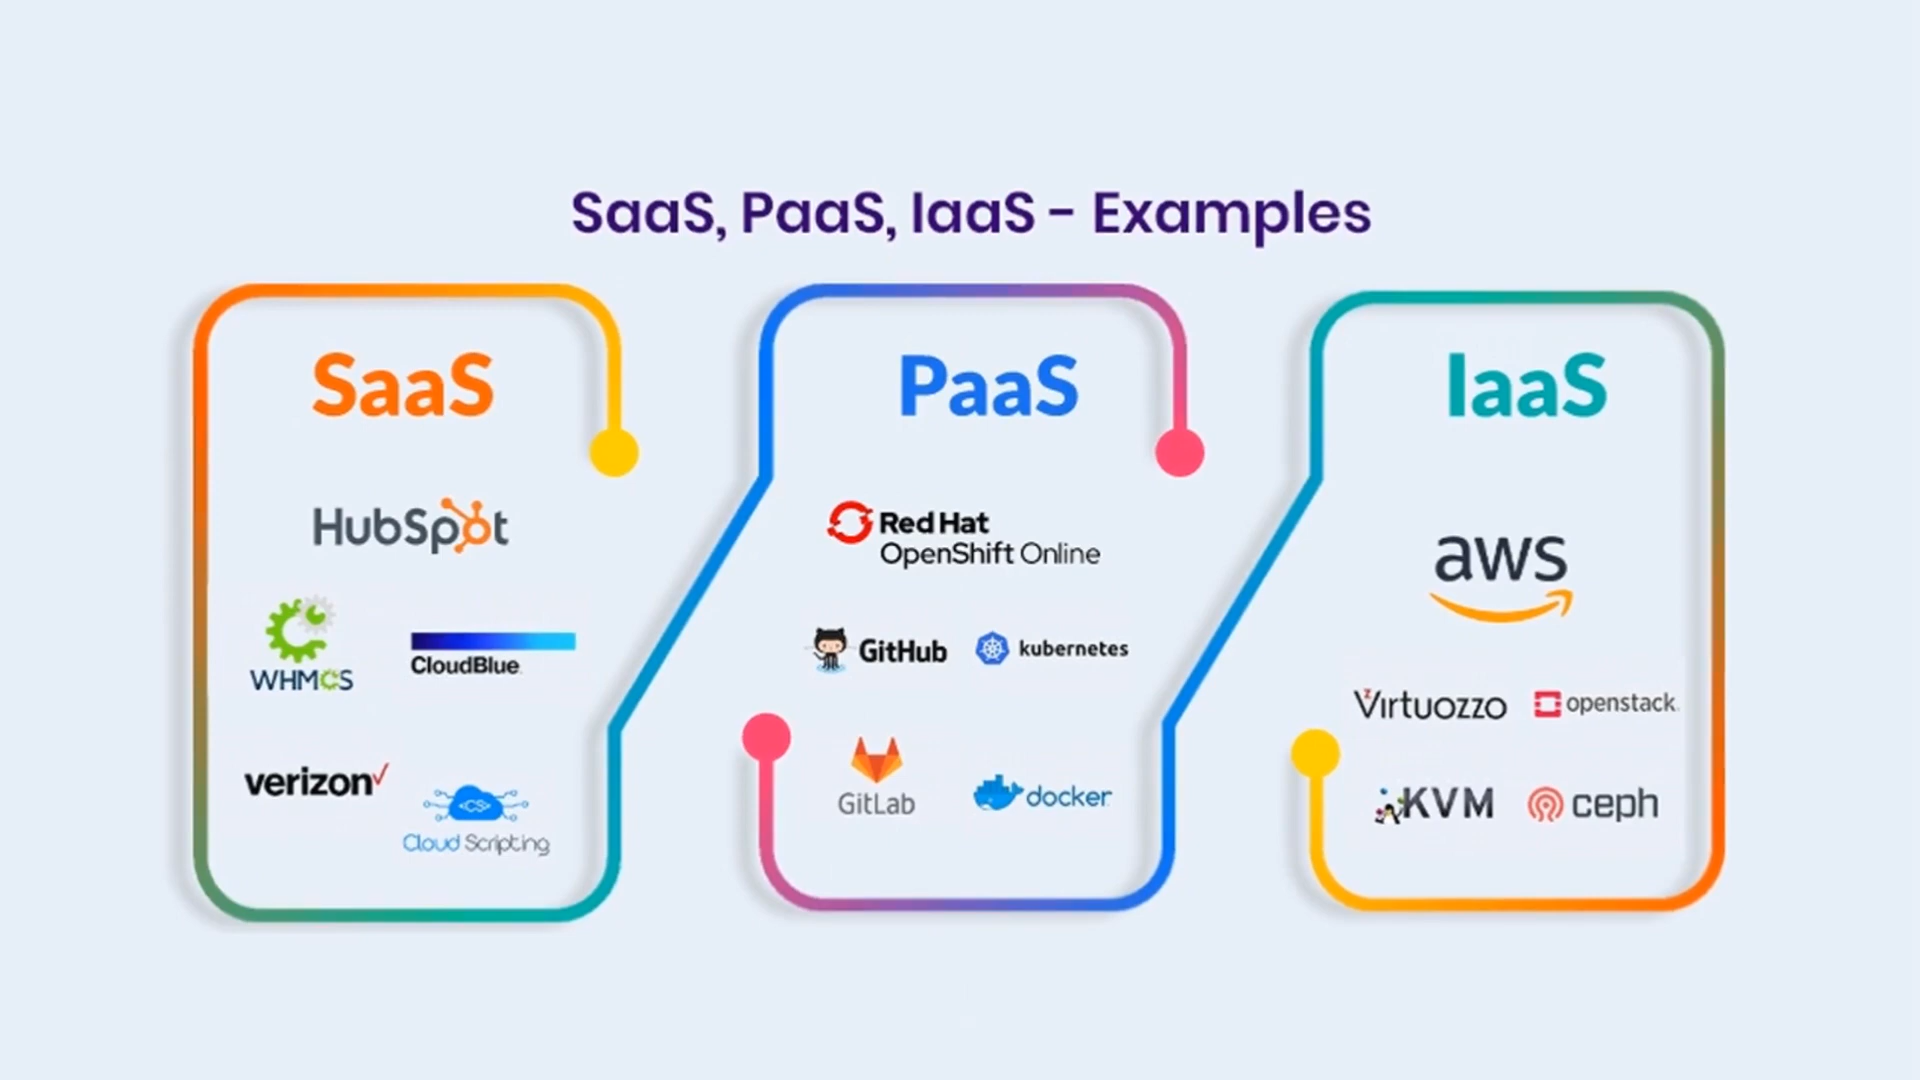 SaaS, PaaS, IaaS - Examples
SaaS
HubSpot
WHMCS
CloudBlue
verizon
<CS>
Cloud Scripting
PaaS
Red Hat
OpenShift Online
GitHub
kubernetes
GitLab
docker
IaaS
aws
Virtuozzo
openstack
KVM
ceph